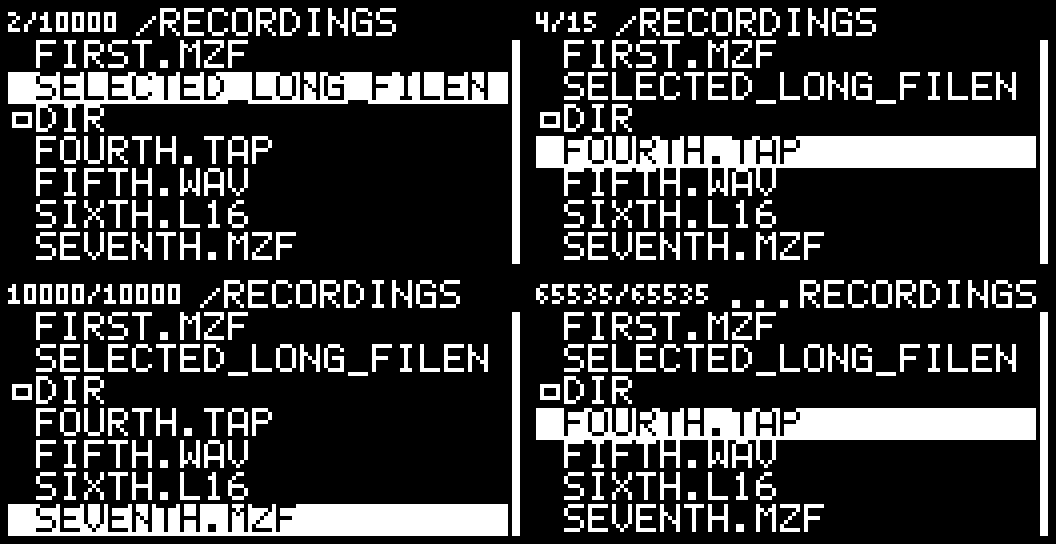 2/10000 /RECORDINGS
FIRST.MZF
SELECTED_LONG_FILEN
DIR
FOURTH.TAP
FIFTH.WAV
SIXTH.L16
SEVENTH.MZF
4/15 /RECORDINGS
FIRST.MZF
SELECTED_LONG_FILEN
DIR
FOURTH.TAP
FIFTH.WAV
SIXTH.L16
SEVENTH.MZF
10000/10000 /RECORDINGS
FIRST.MZF
SELECTED_LONG_FILEN
DIR
FOURTH.TAP
FIFTH.WAV
SIXTH.L16
SEVENTH.MZF
65535/65535 ...RECORDINGS
FIRST.MZF
SELECTED_LONG_FILEN
DIR
FOURTH.TAP
FIFTH.WAV
SIXTH.L16
SEVENTH.MZF